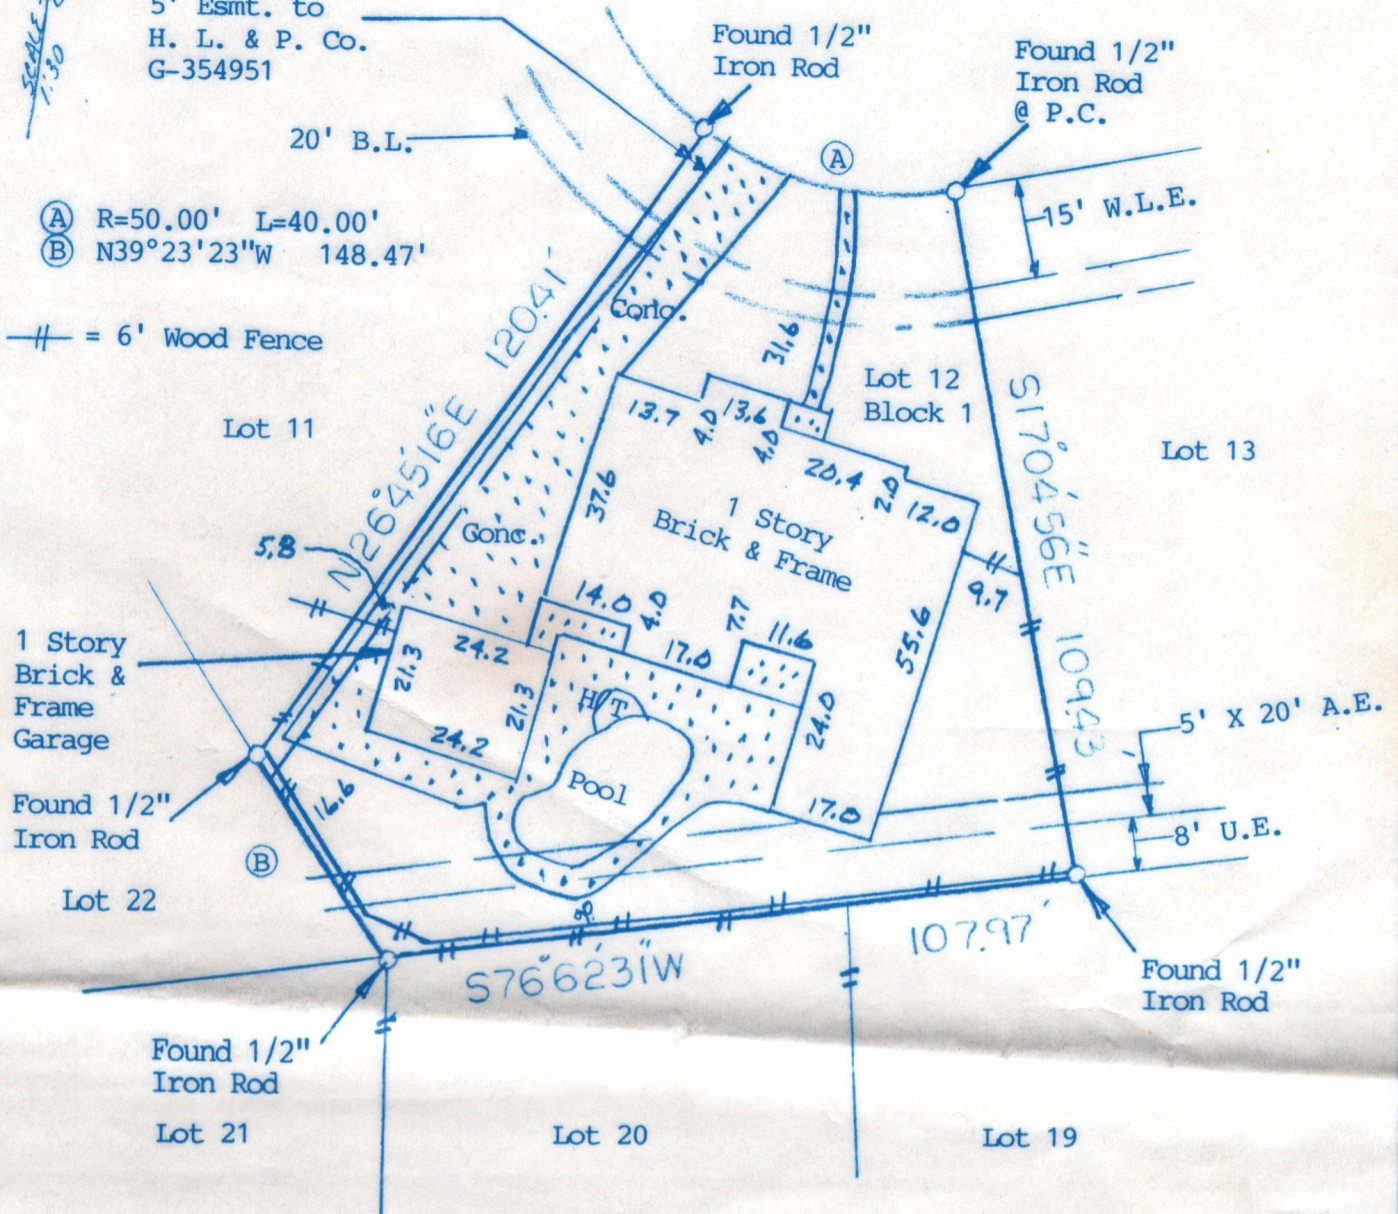 SCALE
1:30
5' Esmt. to
H. L. & P. Co.
G-354951
Found 1/2"
Iron Rod
Found 1/2"
Iron Rod
@ P.C.
20' B.L.
A
15' W.L.E.
A R=50.00' L=40.00'
B N39°23'23"W 148.47'
120.41'
Conc.
= 6' Wood Fence
31.6
Lot 12
Block 1
Lot 11
N26°45'16"E
S17°04'56"E 109.43'
Lot 13
13.7
4.0
13.6
4.0
20.4
2.0
12.0
37.6
1 Story
Brick & Frame
Conc.
5.8
9.7
14.0
4.0
7.7
11.6
55.6
1 Story
Brick &
Frame
Garage
24.2
21.3
17.0
21.3
H T
24.0
24.2
5' X 20' A.E.
Pool
16.6
17.0
Found 1/2"
Iron Rod
8' U.E.
B
Lot 22
107.97'
S76°6'23"W
Found 1/2"
Iron Rod
Found 1/2"
Iron Rod
Lot 21
Lot 20
Lot 19